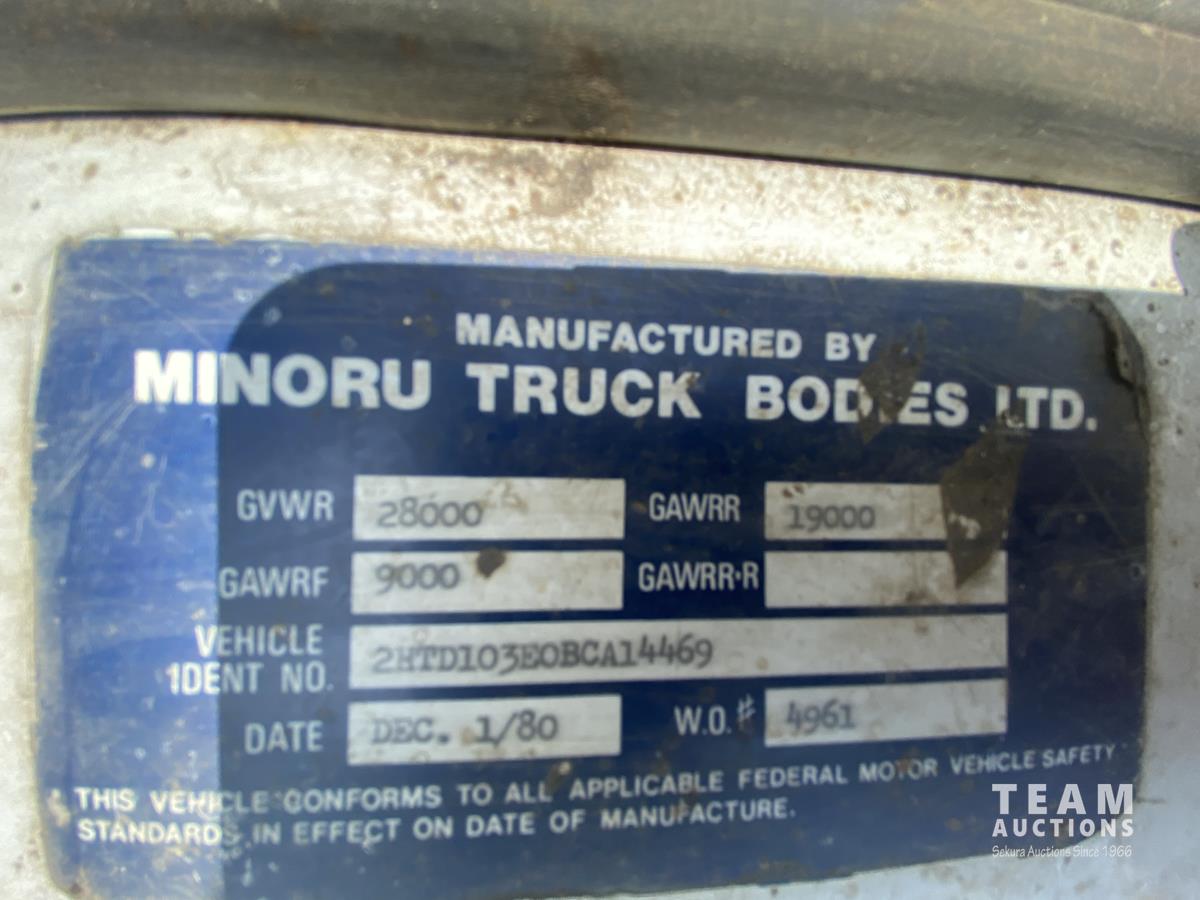 MANUFACTURED BY
MINORU TRUCK BODIES LTD.
GVWR 28000 GAWRR 19000
GAWRF 9000 GAWRR·R
VEHICLE
IDENT NO. 2HTD103E0BCA14469
DATE DEC. 1/80 W.O.# 4961
THIS VEHICLE CONFORMS TO ALL APPLICABLE FEDERAL MOTOR VEHICLE SAFETY
STANDARDS IN EFFECT ON DATE OF MANUFACTURE.
TEAM
AUCTIONS
Sekura Auctions Since 1966